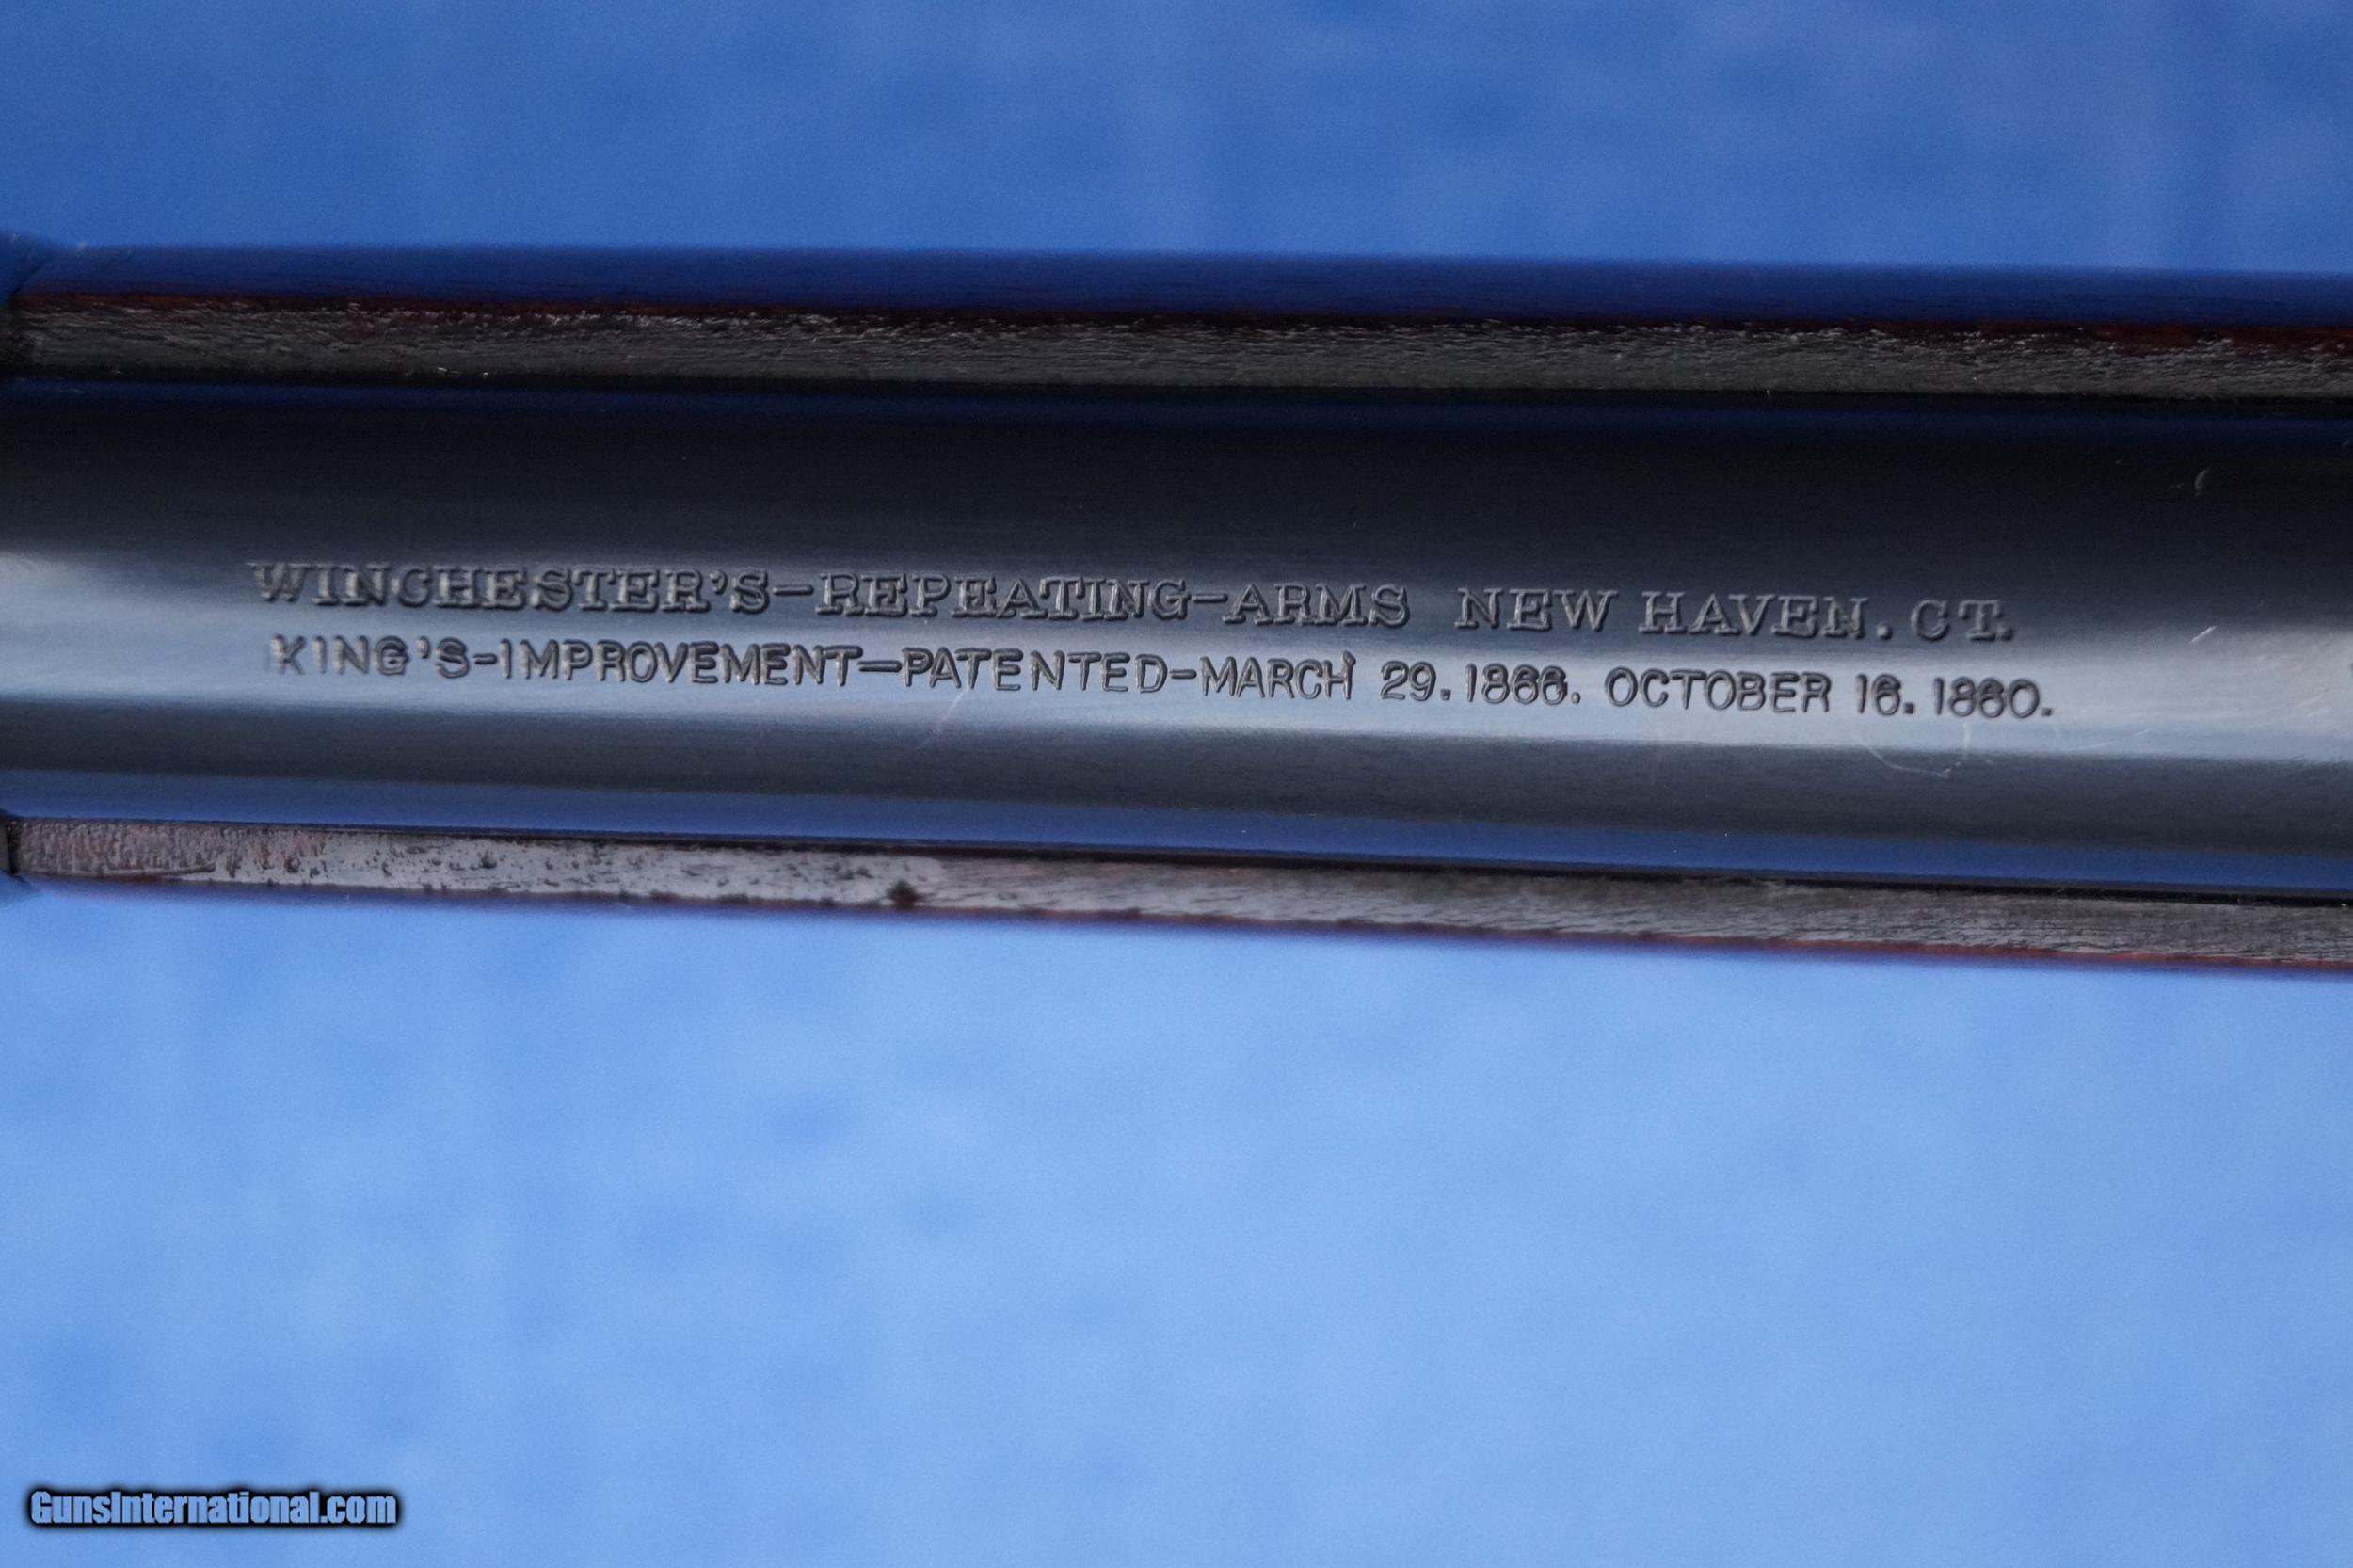 WINCHESTER'S-REPEATING-ARMS NEW HAVEN. CT.
KING'S-IMPROVEMENT-PATENTED-MARCH 29. 1866. OCTOBER 16. 1860.
GunsInternational.com